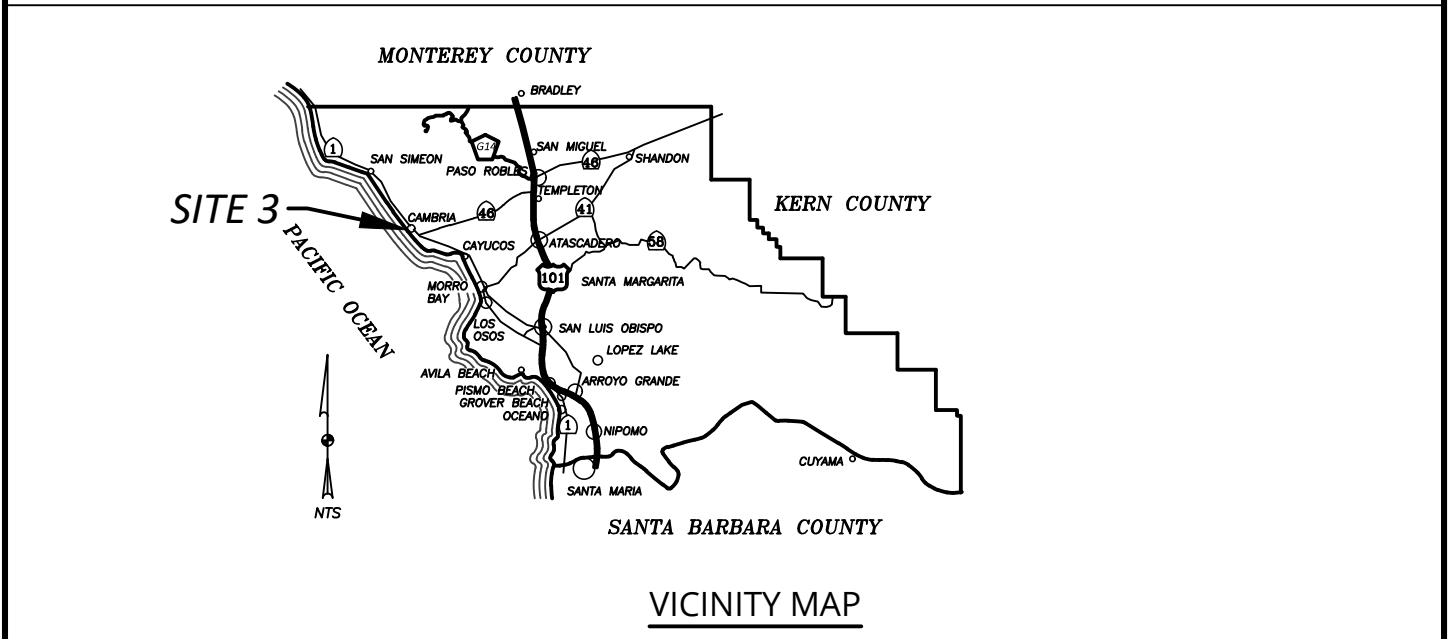 MONTEREY COUNTY
BRADLEY
1
G14
SAN MIGUEL
SAN SIMEON
46
SHANDON
PASO ROBLES
TEMPLETON
KERN COUNTY
SITE 3
CAMBRIA
46
41
PACIFIC OCEAN
CAYUCOS
ATASCADERO
58
101
SANTA MARGARITA
MORRO
BAY
LOS
OSOS
SAN LUIS OBISPO
LOPEZ LAKE
AVILA BEACH
ARROYO GRANDE
PISMO BEACH
GROVER BEACH
OCEANO
1
NIPOMO
CUYAMA
SANTA MARIA
NTS
SANTA BARBARA COUNTY
VICINITY MAP